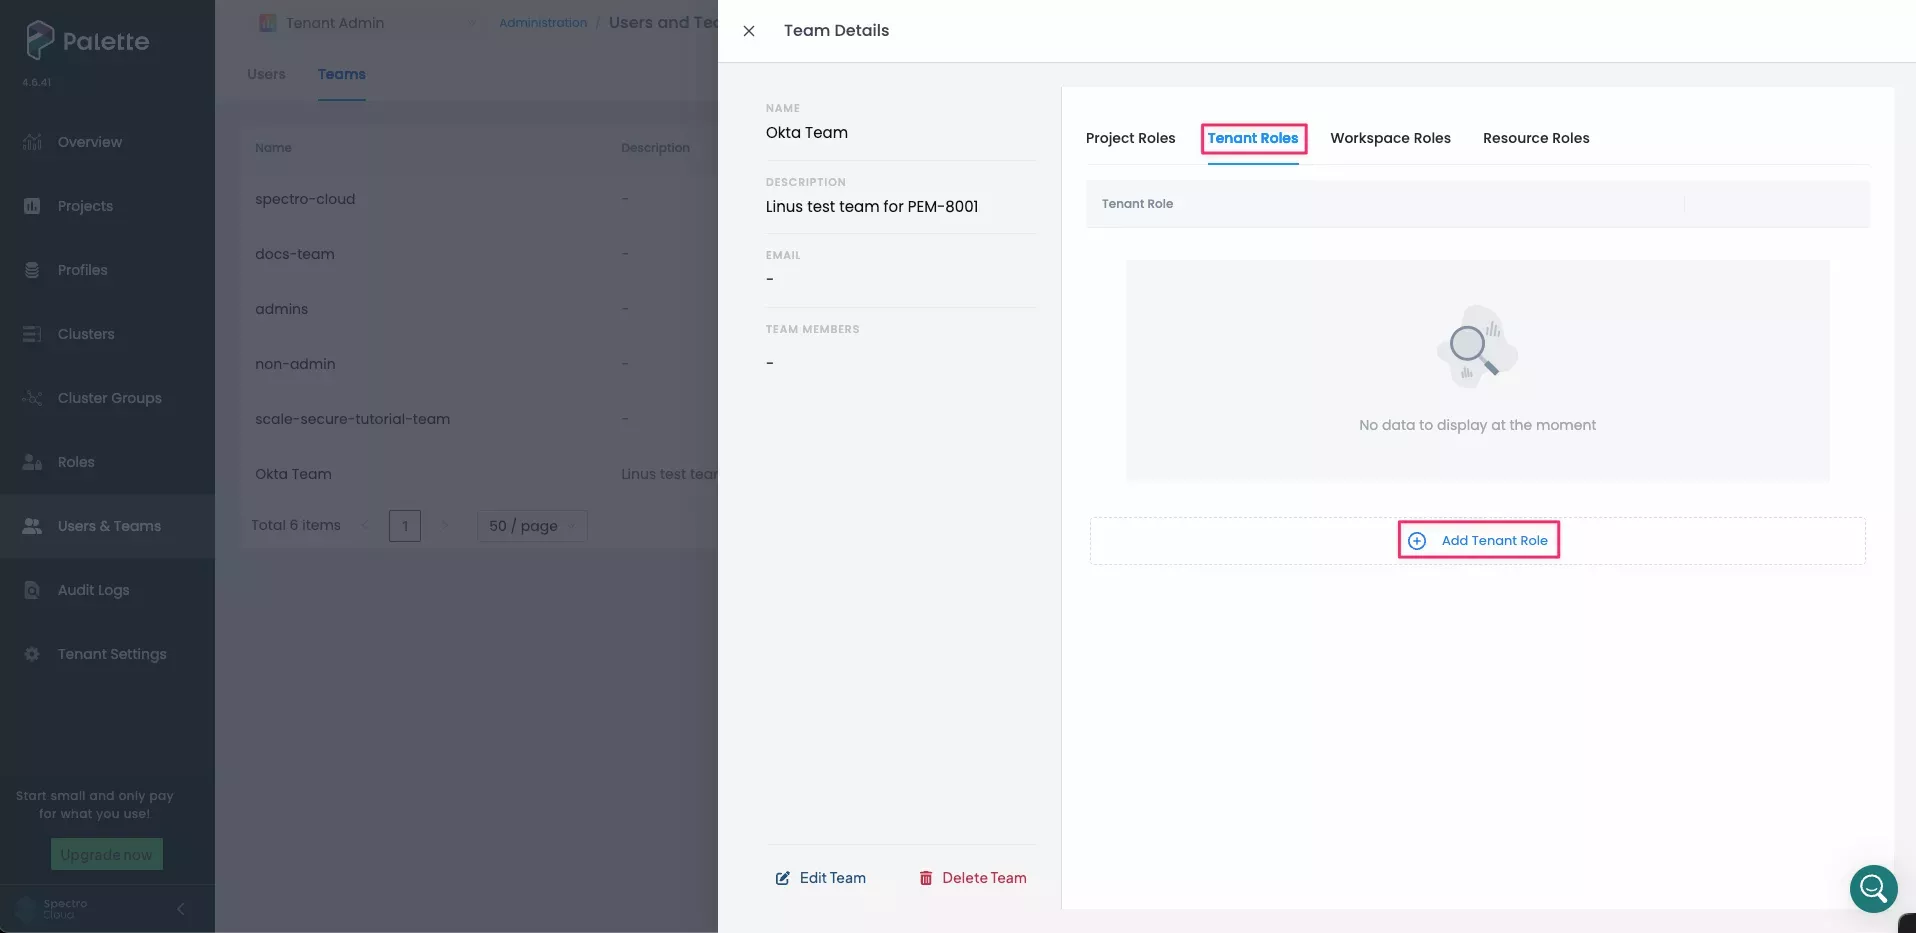 Palette
4.6.41
Overview
Projects
Profiles
Clusters
Cluster Groups
Roles
Users & Teams
Audit Logs
Tenant Settings
Start small and only pay
for what you use!
Upgrade now
Spectro
Cloud
Tenant Admin
Administration / Users and Tea
Users Teams
Name Description
spectro-cloud -
docs-team -
admins -
non-admin -
scale-secure-tutorial-team -
Okta Team Linus test tear
Total 6 items < 1 > 50 / page
Team Details
NAME
Okta Team
DESCRIPTION
Linus test team for PEM-8001
EMAIL
-
TEAM MEMBERS
-
Edit Team Delete Team
Project Roles Tenant Roles Workspace Roles Resource Roles
Tenant Role
No data to display at the moment
Add Tenant Role